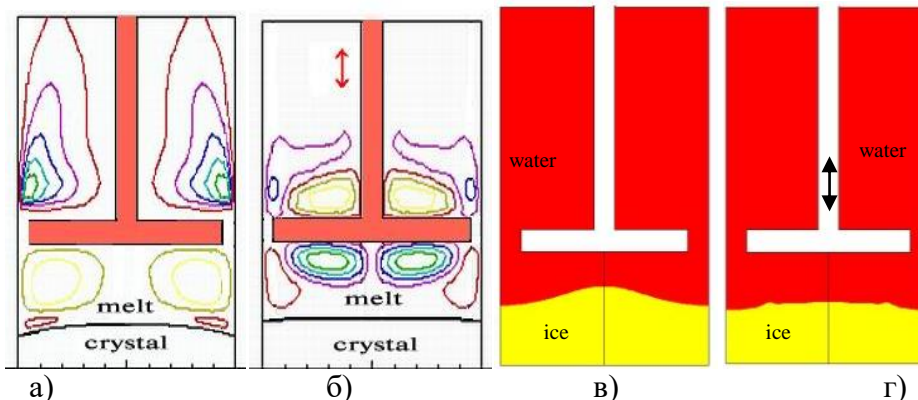 melt
crystal
а)
melt
crystal
б)
water
ice
в)
water
ice
г)